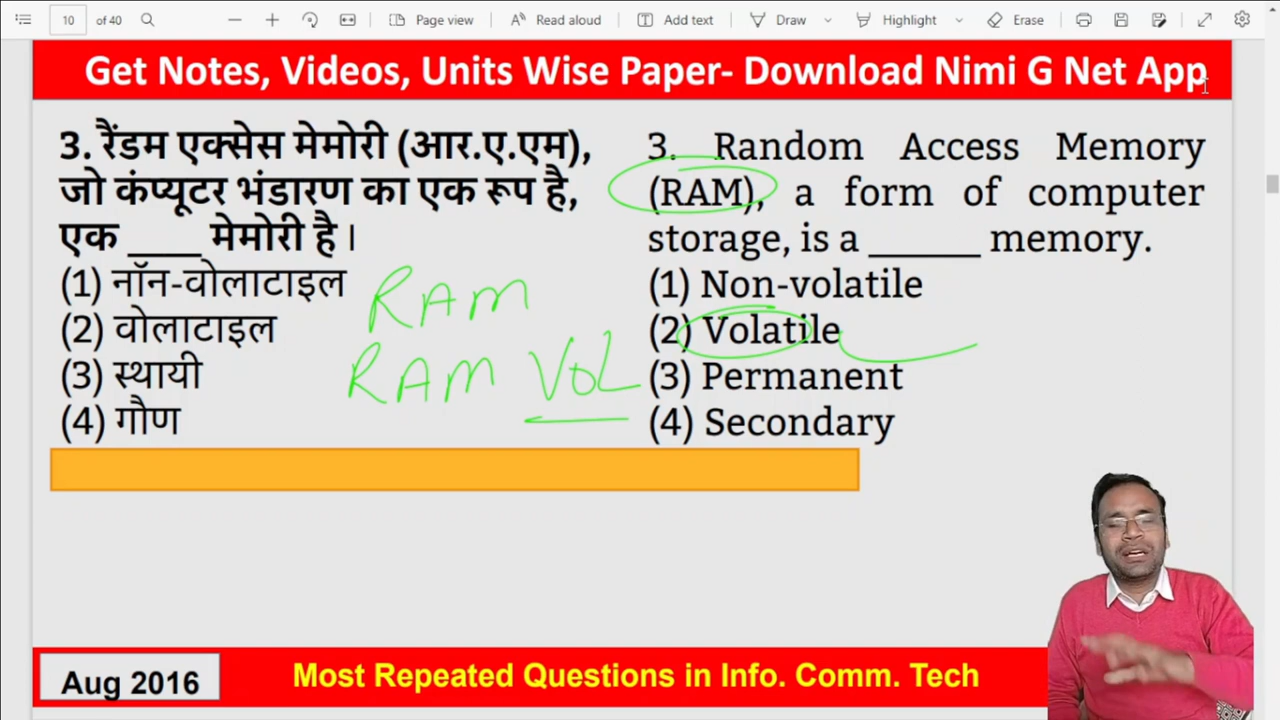 10 of 40 Page view Read aloud Add text Draw Highlight Erase
Get Notes, Videos, Units Wise Paper- Download Nimi G Net App
3. रैंडम एक्सेस मेमोरी (आर.ए.एम),
जो कंप्यूटर भंडारण का एक रूप है,
एक ____ मेमोरी है।
(1) नॉन-वोलाटाइल
(2) वोलाटाइल
(3) स्थायी
(4) गौण
RAM
RAM VOL
3. Random Access Memory
(RAM), a form of computer
storage, is a ______ memory.
(1) Non-volatile
(2) Volatile
(3) Permanent
(4) Secondary
Aug 2016
Most Repeated Questions in Info. Comm. Tech